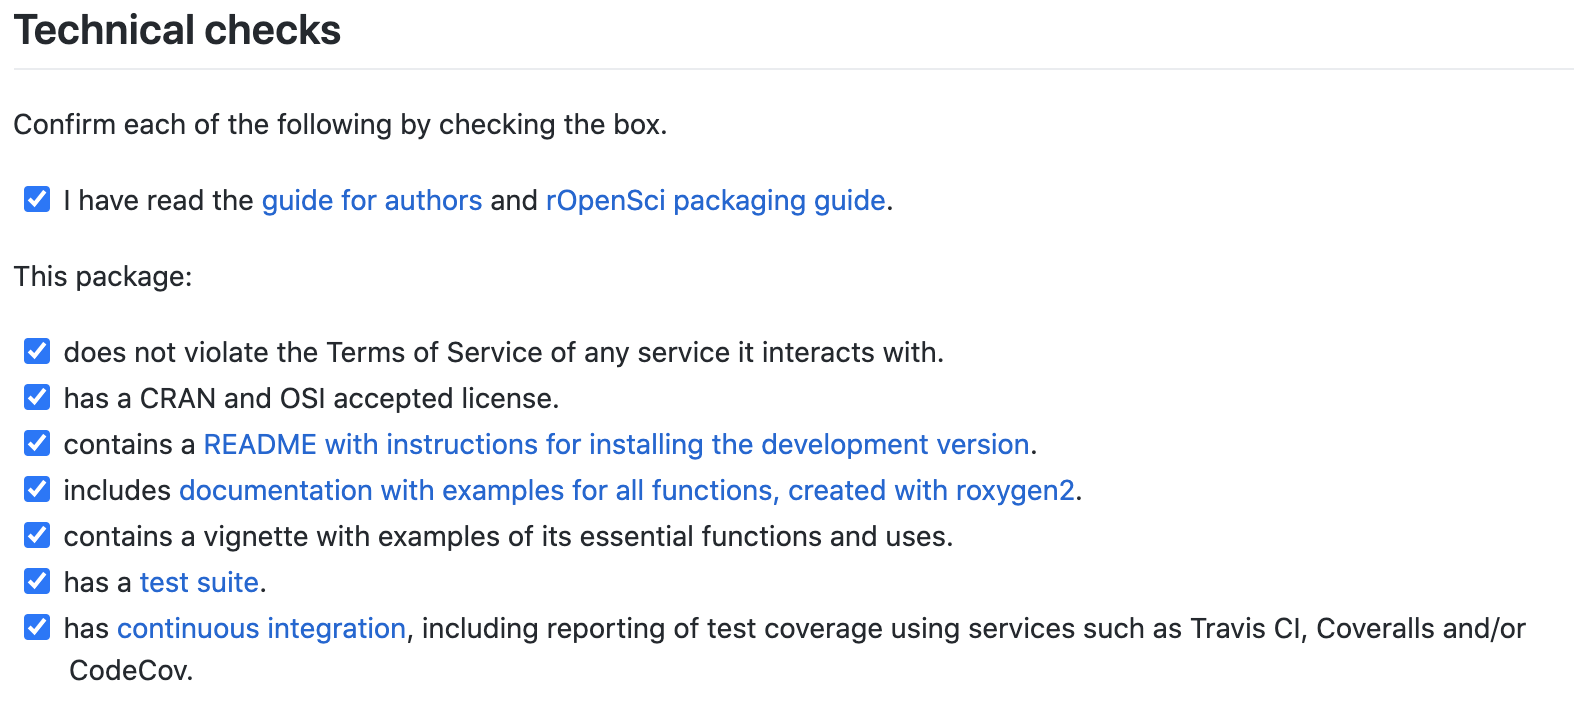 Technical checks
Confirm each of the following by checking the box.
I have read the guide for authors and rOpenSci packaging guide.
This package:
does not violate the Terms of Service of any service it interacts with.
has a CRAN and OSI accepted license.
contains a README with instructions for installing the development version.
includes documentation with examples for all functions, created with roxygen2.
contains a vignette with examples of its essential functions and uses.
has a test suite.
has continuous integration, including reporting of test coverage using services such as Travis CI, Coveralls and/or
CodeCov.